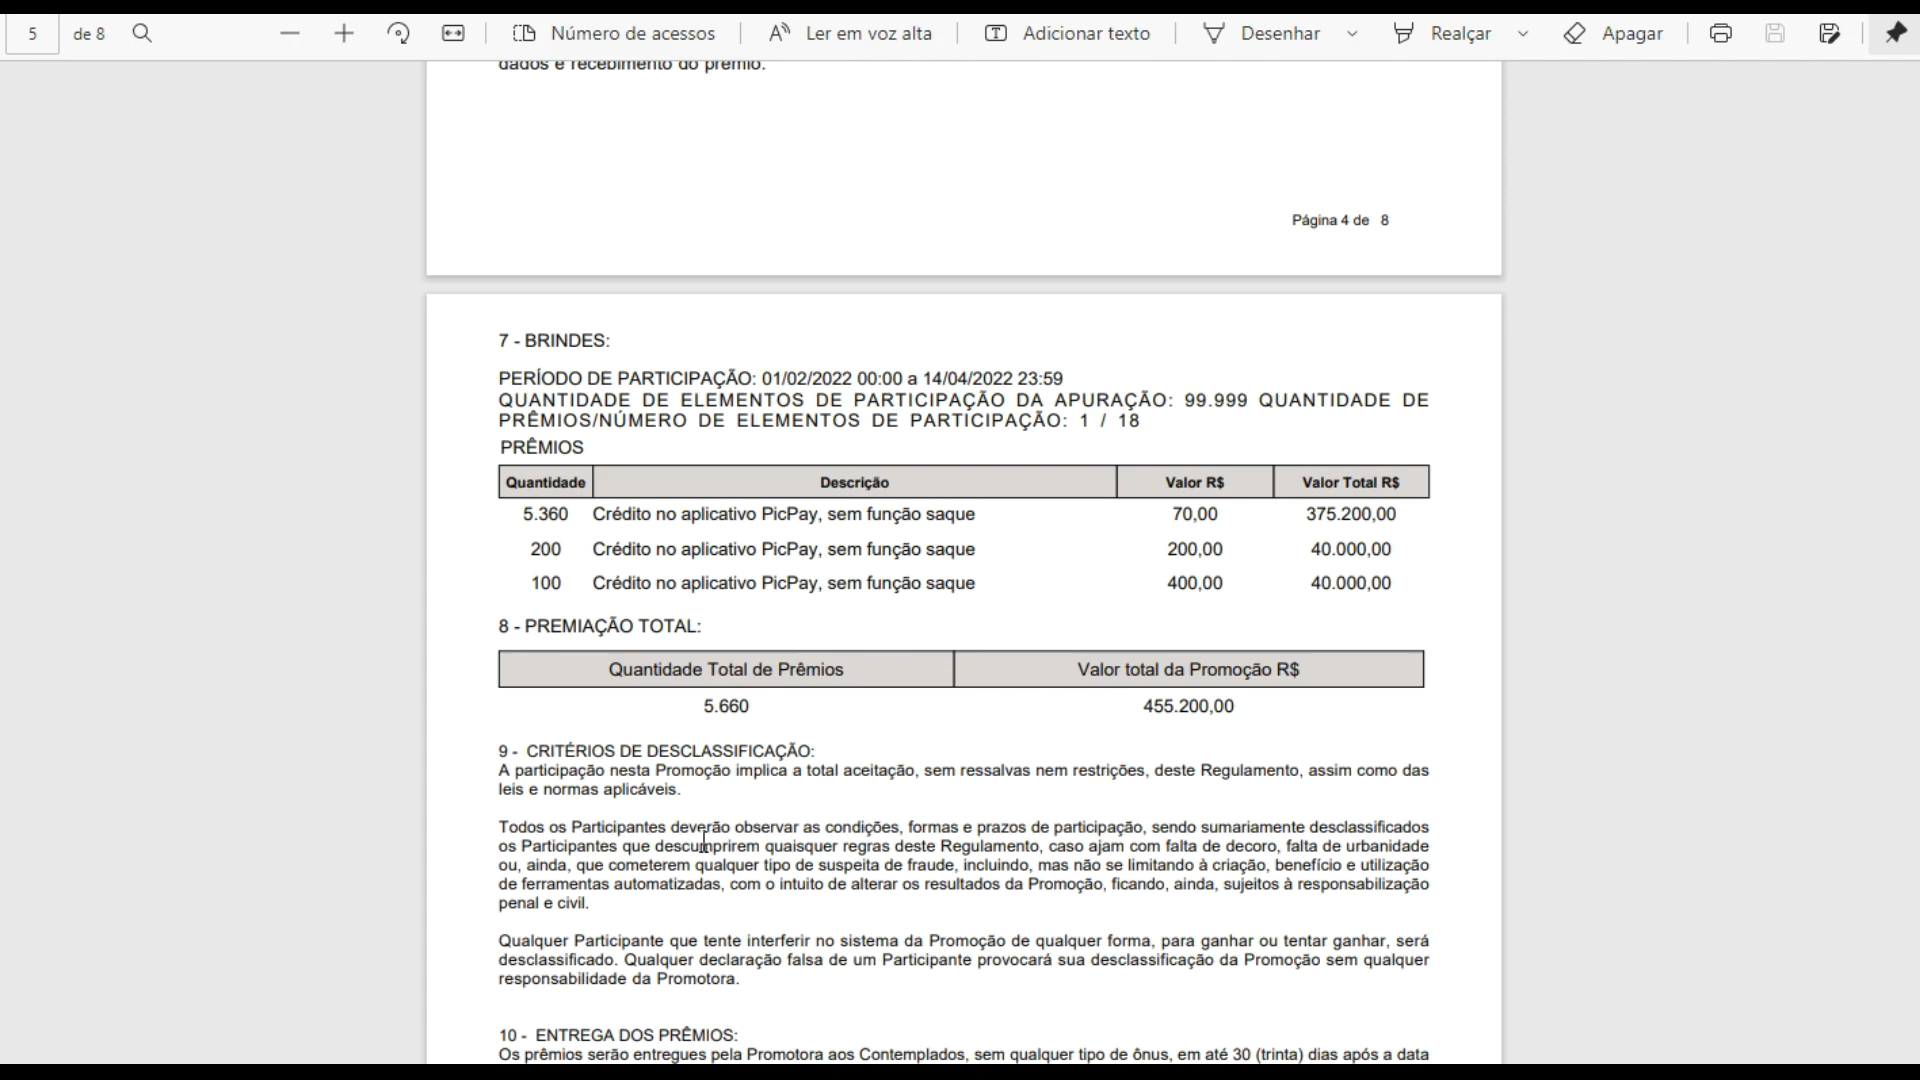 5 de 8 Número de acessos Ler em voz alta Adicionar texto Desenhar Realçar Apagar
dados e recebimento do prêmio.
Página 4 de 8
7 - BRINDES:
PERÍODO DE PARTICIPAÇÃO: 01/02/2022 00:00 a 14/04/2022 23:59
QUANTIDADE DE ELEMENTOS DE PARTICIPAÇÃO DA APURAÇÃO: 99.999 QUANTIDADE DE
PRÊMIOS/NÚMERO DE ELEMENTOS DE PARTICIPAÇÃO: 1 / 18
PRÊMIOS
Quantidade Descrição Valor R$ Valor Total R$
5.360 Crédito no aplicativo PicPay, sem função saque 70,00 375.200,00
200 Crédito no aplicativo PicPay, sem função saque 200,00 40.000,00
100 Crédito no aplicativo PicPay, sem função saque 400,00 40.000,00
8 - PREMIAÇÃO TOTAL:
Quantidade Total de Prêmios Valor total da Promoção R$
5.660 455.200,00
9 - CRITÉRIOS DE DESCLASSIFICAÇÃO:
A participação nesta Promoção implica a total aceitação, sem ressalvas nem restrições, deste Regulamento, assim como das
leis e normas aplicáveis.
Todos os Participantes deverão observar as condições, formas e prazos de participação, sendo sumariamente desclassificados
os Participantes que descumprirem quaisquer regras deste Regulamento, caso ajam com falta de decoro, falta de urbanidade
ou, ainda, que cometerem qualquer tipo de suspeita de fraude, incluindo, mas não se limitando à criação, benefício e utilização
de ferramentas automatizadas, com o intuito de alterar os resultados da Promoção, ficando, ainda, sujeitos à responsabilização
penal e civil.
Qualquer Participante que tente interferir no sistema da Promoção de qualquer forma, para ganhar ou tentar ganhar, será
desclassificado. Qualquer declaração falsa de um Participante provocará sua desclassificação da Promoção sem qualquer
responsabilidade da Promotora.
10 - ENTREGA DOS PRÊMIOS:
Os prêmios serão entregues pela Promotora aos Contemplados, sem qualquer tipo de ônus, em até 30 (trinta) dias após a data